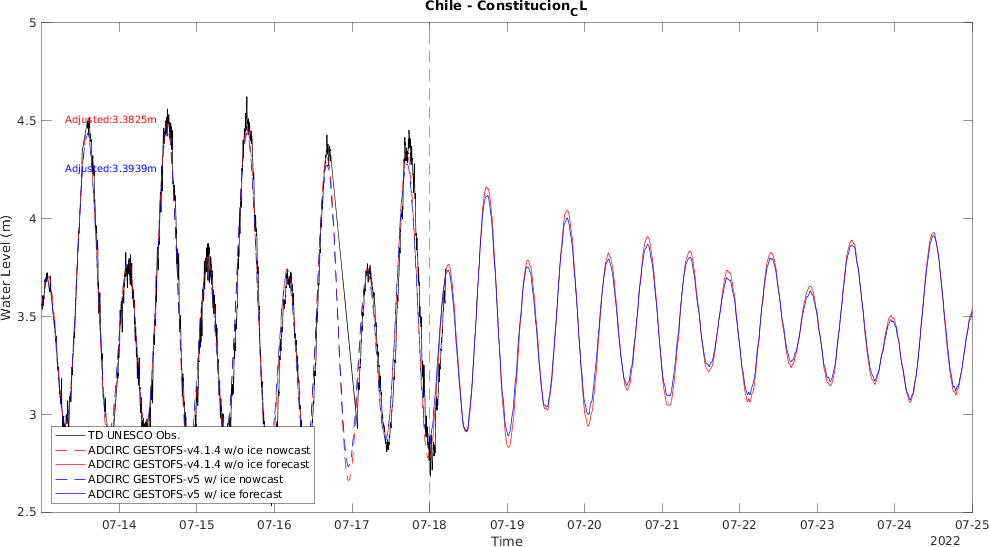 Chile - Constitucion_CL
5
4.5
4
3.5
3
2.5
Water Level (m)
Adjusted:3.3825m
Adjusted:3.3939m
TD UNESCO Obs.
ADCIRC GESTOFS-v4.1.4 w/o ice nowcast
ADCIRC GESTOFS-v4.1.4 w/o ice forecast
ADCIRC GESTOFS-v5 w/ ice nowcast
ADCIRC GESTOFS-v5 w/ ice forecast
07-14 07-15 07-16 07-17 07-18 07-19 07-20 07-21 07-22 07-23 07-24 07-25
Time
2022